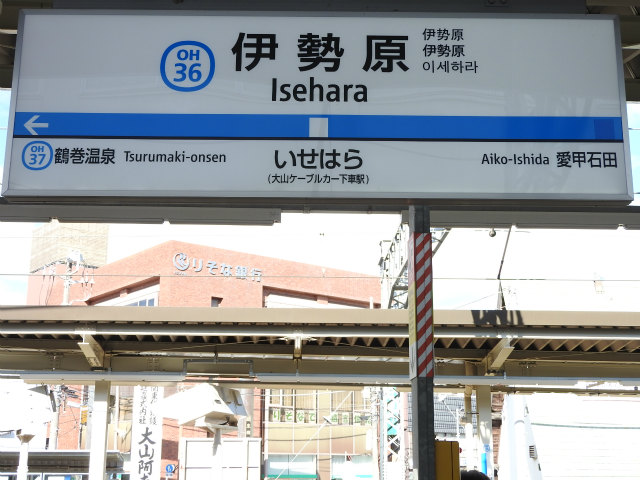 OH
36
伊勢原
Isehara
伊势原
伊勢原
이세하라
OH
37
鶴巻温泉 Tsurumaki-onsen
いせはら
(大山ケーブルカー下車駅)
Aiko-Ishida 愛甲石田
りそな銀行
大山阿